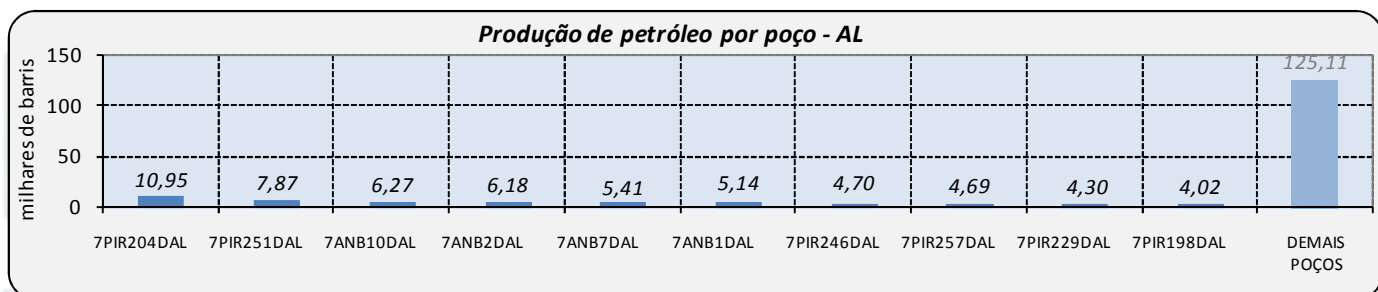 Produção de petróleo por poço - AL
milhares de barris
150
100
50
0
10,95 7,87 6,27 6,18 5,41 5,14 4,70 4,69 4,30 4,02 125,11
7PIR204DAL 7PIR251DAL 7ANB10DAL 7ANB2DAL 7ANB7DAL 7ANB1DAL 7PIR246DAL 7PIR257DAL 7PIR229DAL 7PIR198DAL DEMAIS
POÇOS